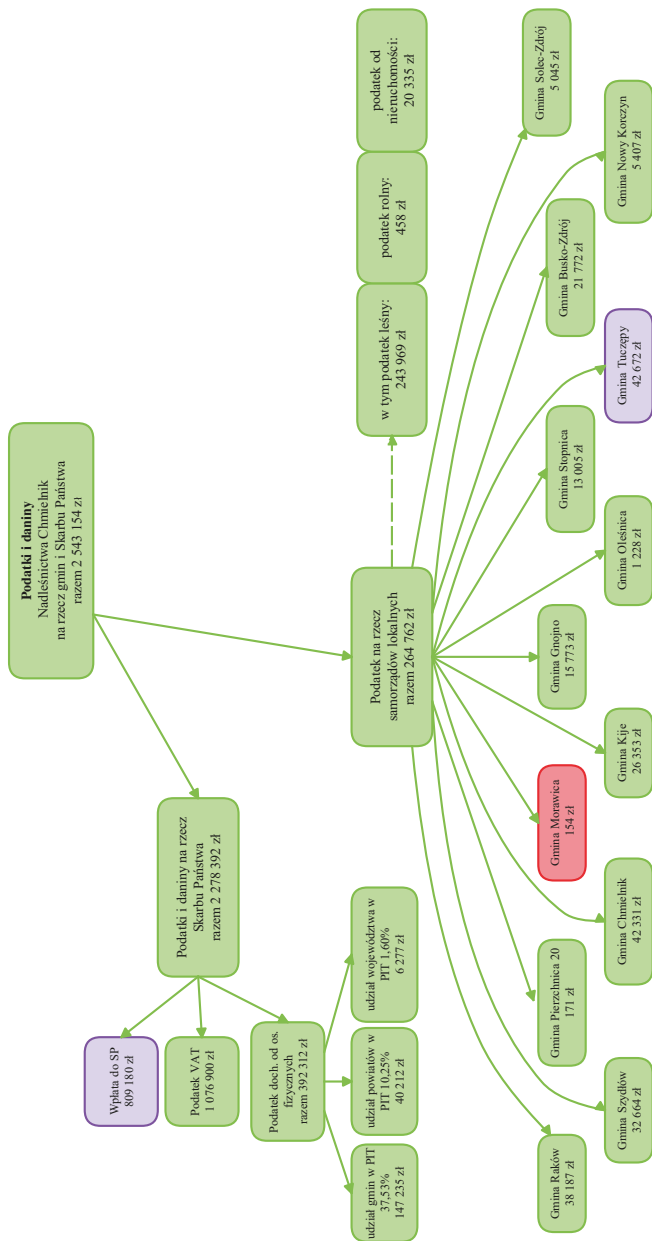 Podatki i daniny
Nadleśnictwa Chmielnik
na rzecz gmin i Skarbu Państwa
razem 2 543 154 zł
Podatki i daniny na rzecz
Skarbu Państwa
razem 2 278 392 zł
Wpłata do SP
809 180 zł
Podatek VAT
1 076 900 zł
Podatek doch. od os.
fizycznych
razem 392 312 zł
udział gmin w PIT
37,53%
147 235 zł
udział powiatów w
PIT 10,25%
40 212 zł
udział województwa w
PIT 1,60%
6 277 zł
Podatek na rzecz
samorządów lokalnych
razem 264 762 zł
w tym podatek leśny:
243 969 zł
podatek rolny:
458 zł
podatek od
nieruchomości:
20 335 zł
Gmina Raków
38 187 zł
Gmina Szydłów
32 664 zł
Gmina Pierzchnica 20
171 zł
Gmina Chmielnik
42 331 zł
Gmina Morawica
154 zł
Gmina Kije
26 353 zł
Gmina Gnojno
15 773 zł
Gmina Oleśnica
1 228 zł
Gmina Stopnica
13 005 zł
Gmina Tuczępy
42 672 zł
Gmina Busko-Zdrój
21 772 zł
Gmina Nowy Korczyn
5 407 zł
Gmina Solec-Zdrój
5 045 zł